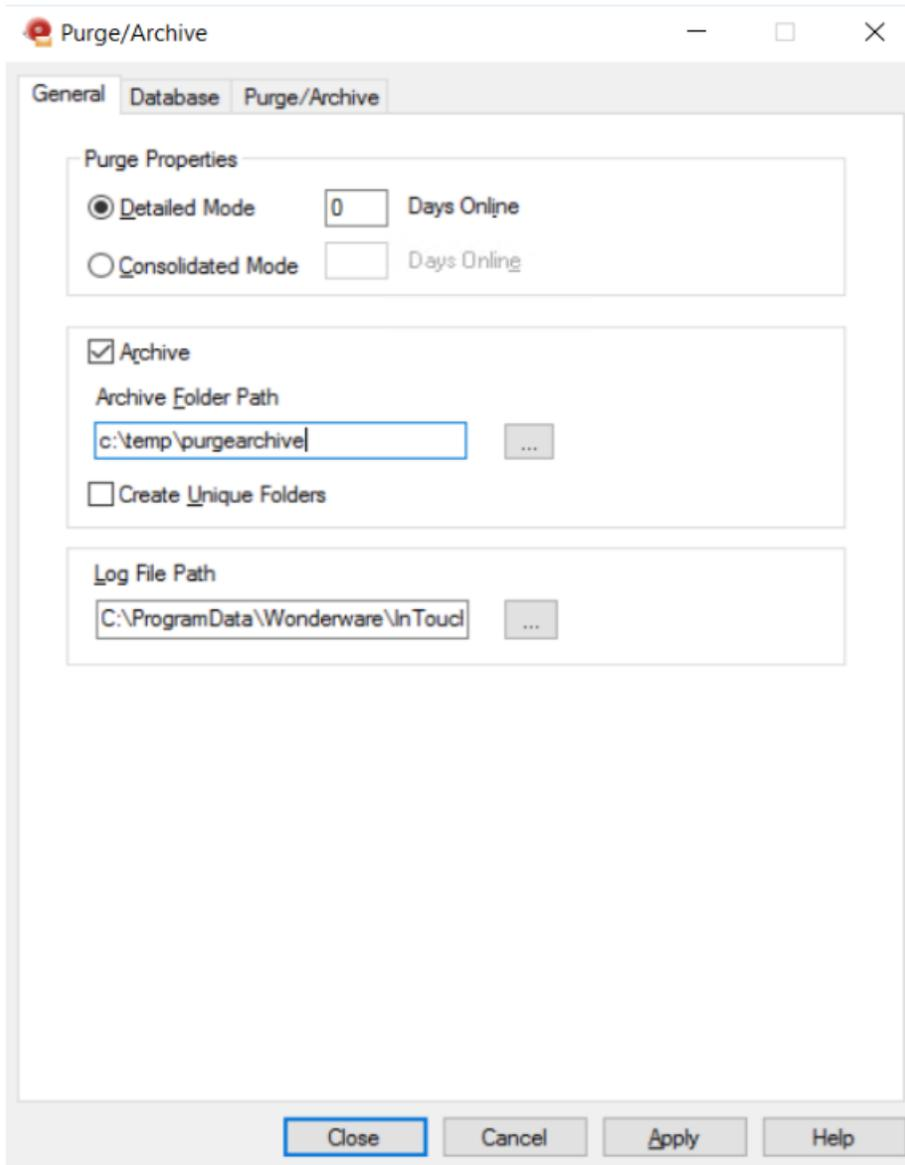 Purge/Archive
General Database Purge/Archive
Purge Properties
Detailed Mode 0 Days Online
Consolidated Mode Days Online
Archive
Archive Folder Path
c:\temp\purgearchive
...
Create Unique Folders
Log File Path
C:\ProgramData\Wonderware\InToucl
...
Close Cancel Apply Help